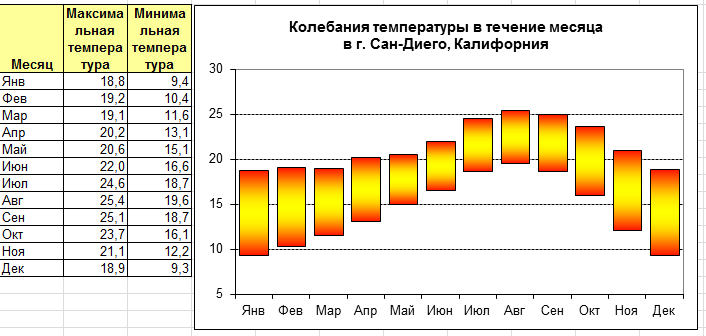 Месяц Максима Минима
льная льная
темпера темпера
тура тура
Янв 18,8 9,4
Фев 19,2 10,4
Мар 19,1 11,6
Апр 20,2 13,1
Май 20,6 15,1
Июн 22,0 16,6
Июл 24,6 18,7
Авг 25,4 19,6
Сен 25,1 18,7
Окт 23,7 16,1
Ноя 21,1 12,2
Дек 18,9 9,3
Колебания температуры в течение месяца
в г. Сан-Диего, Калифорния
30
25
20
15
10
5
Янв Фев Мар Апр Май Июн Июл Авг Сен Окт Ноя Дек